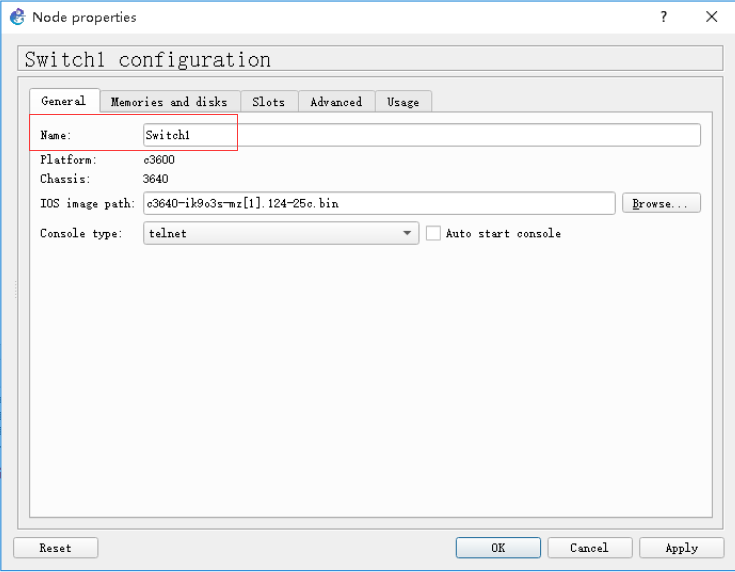 Node properties
Switch1 configuration
General Memories and disks Slots Advanced Usage
Name: Switch1
Platform: c3600
Chassis: 3640
IOS image path: c3640-ik9o3s-mz[1].124-25c.bin Browse...
Console type: telnet Auto start console
Reset OK Cancel Apply